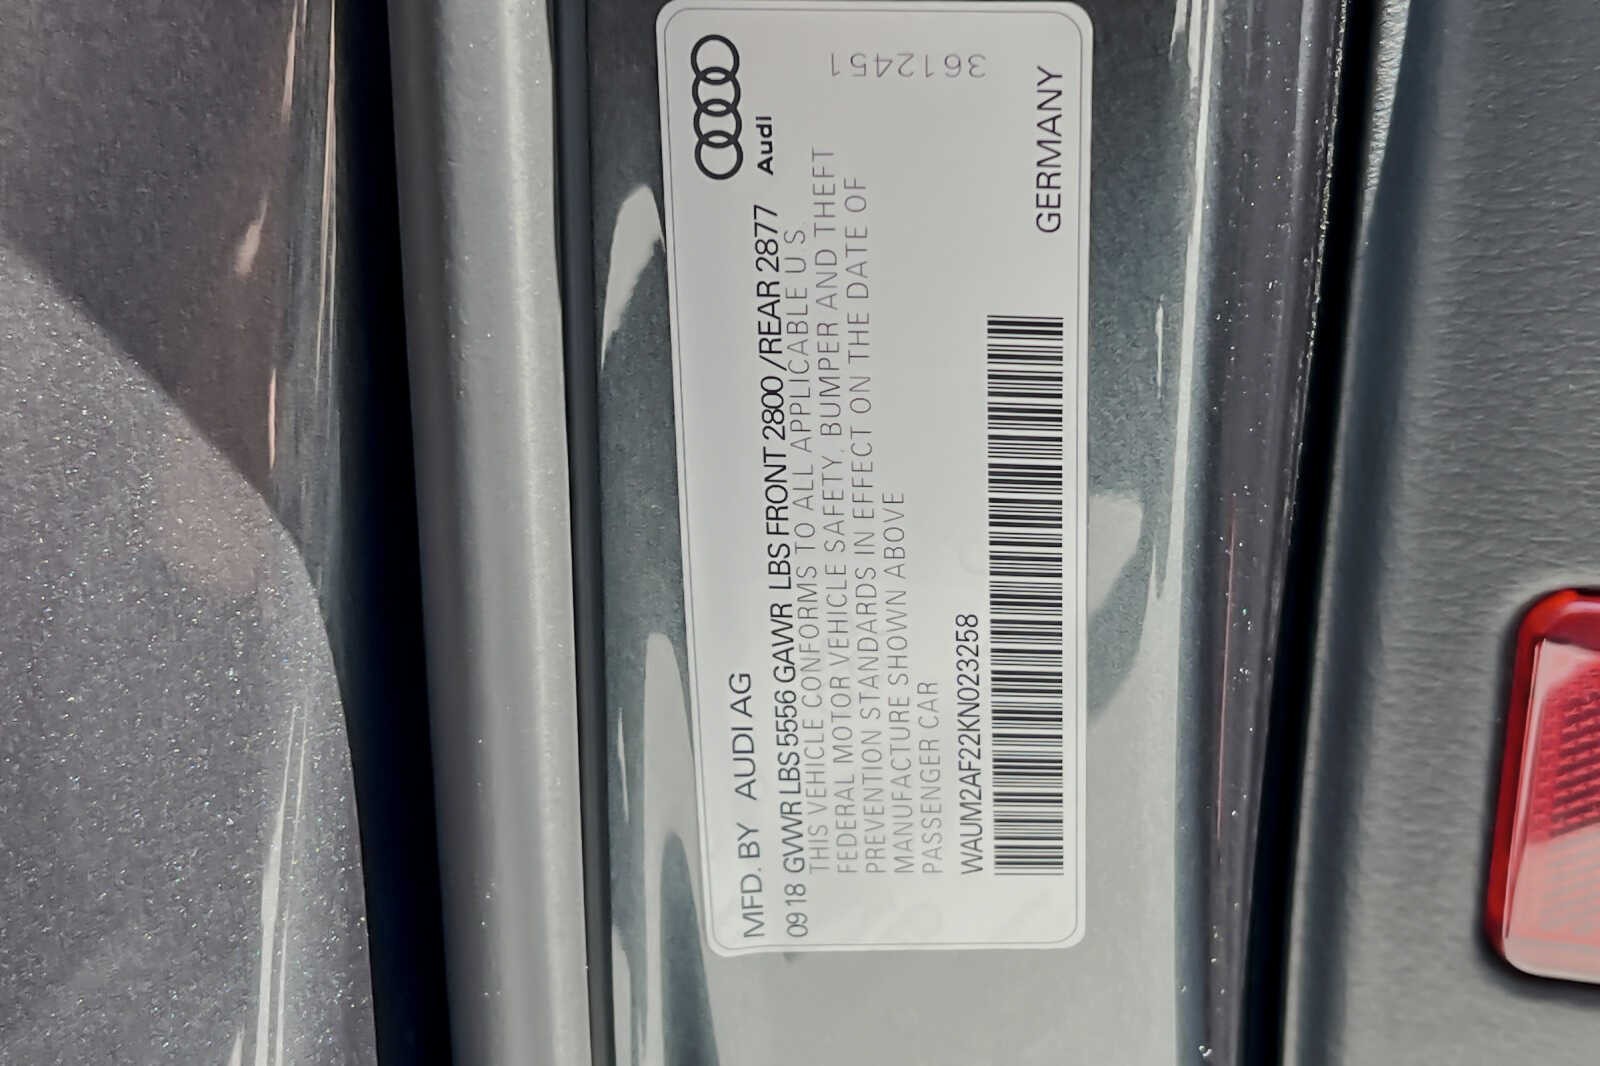 MFD. BY AUDI AG
Audi
09 18 GVWR LBS 5556 GAWR LBS FRONT 2800 / REAR 2877
THIS VEHICLE CONFORMS TO ALL APPLICABLE U S
FEDERAL MOTOR VEHICLE SAFETY, BUMPER AND THEFT
PREVENTION STANDARDS IN EFFECT ON THE DATE OF
MANUFACTURE SHOWN ABOVE
PASSENGER CAR
3612451
WAUM2AF22KN023258
GERMANY